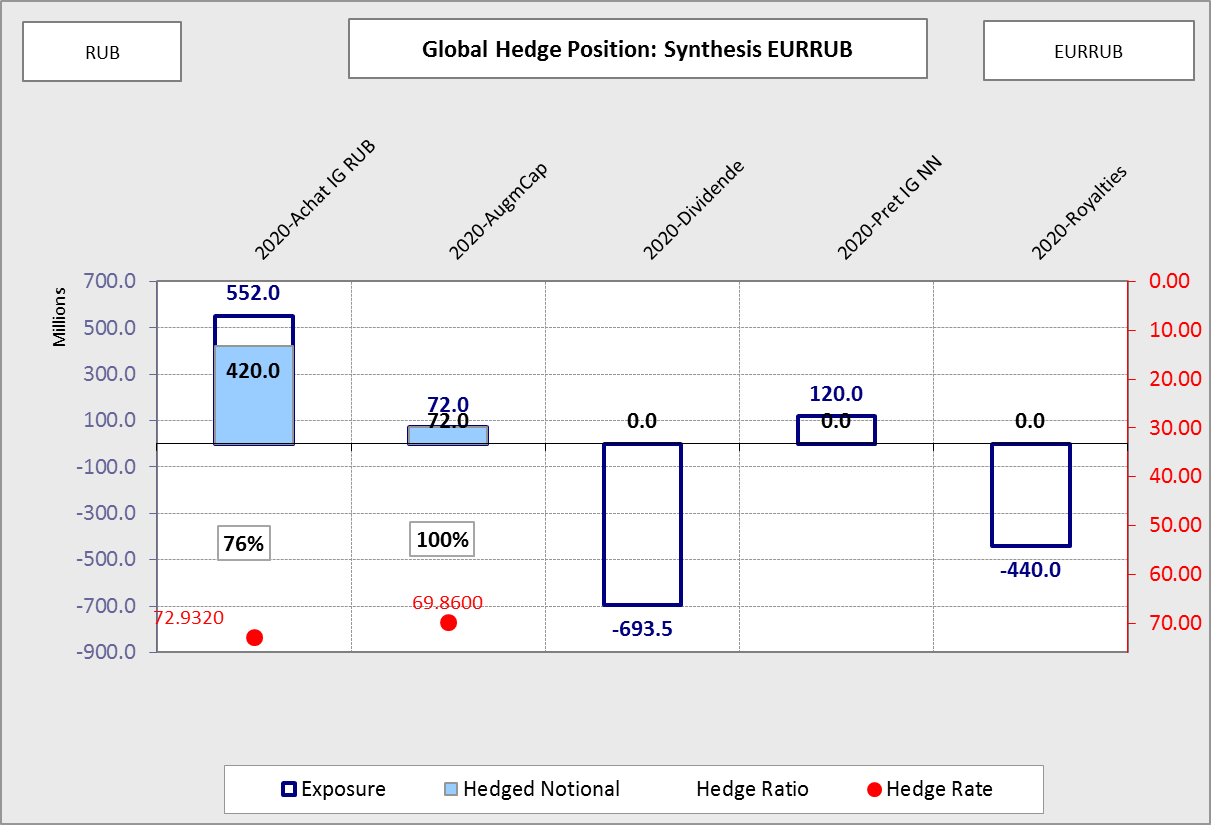 RUB
Global Hedge Position: Synthesis EURRUB
EURRUB
2020-Achat IG RUB
2020-AugmCap
2020-Dividende
2020-Pret IG NN
2020-Royalties
Millions
700.0
500.0
300.0
100.0
-100.0
-300.0
-500.0
-700.0
-900.0
552.0
420.0
72.0
72.0
0.0
120.0
0.0
0.0
76%
100%
-693.5
-440.0
72.9320
69.8600
0.00
10.00
20.00
30.00
40.00
50.00
60.00
70.00
Exposure
Hedged Notional
Hedge Ratio
Hedge Rate